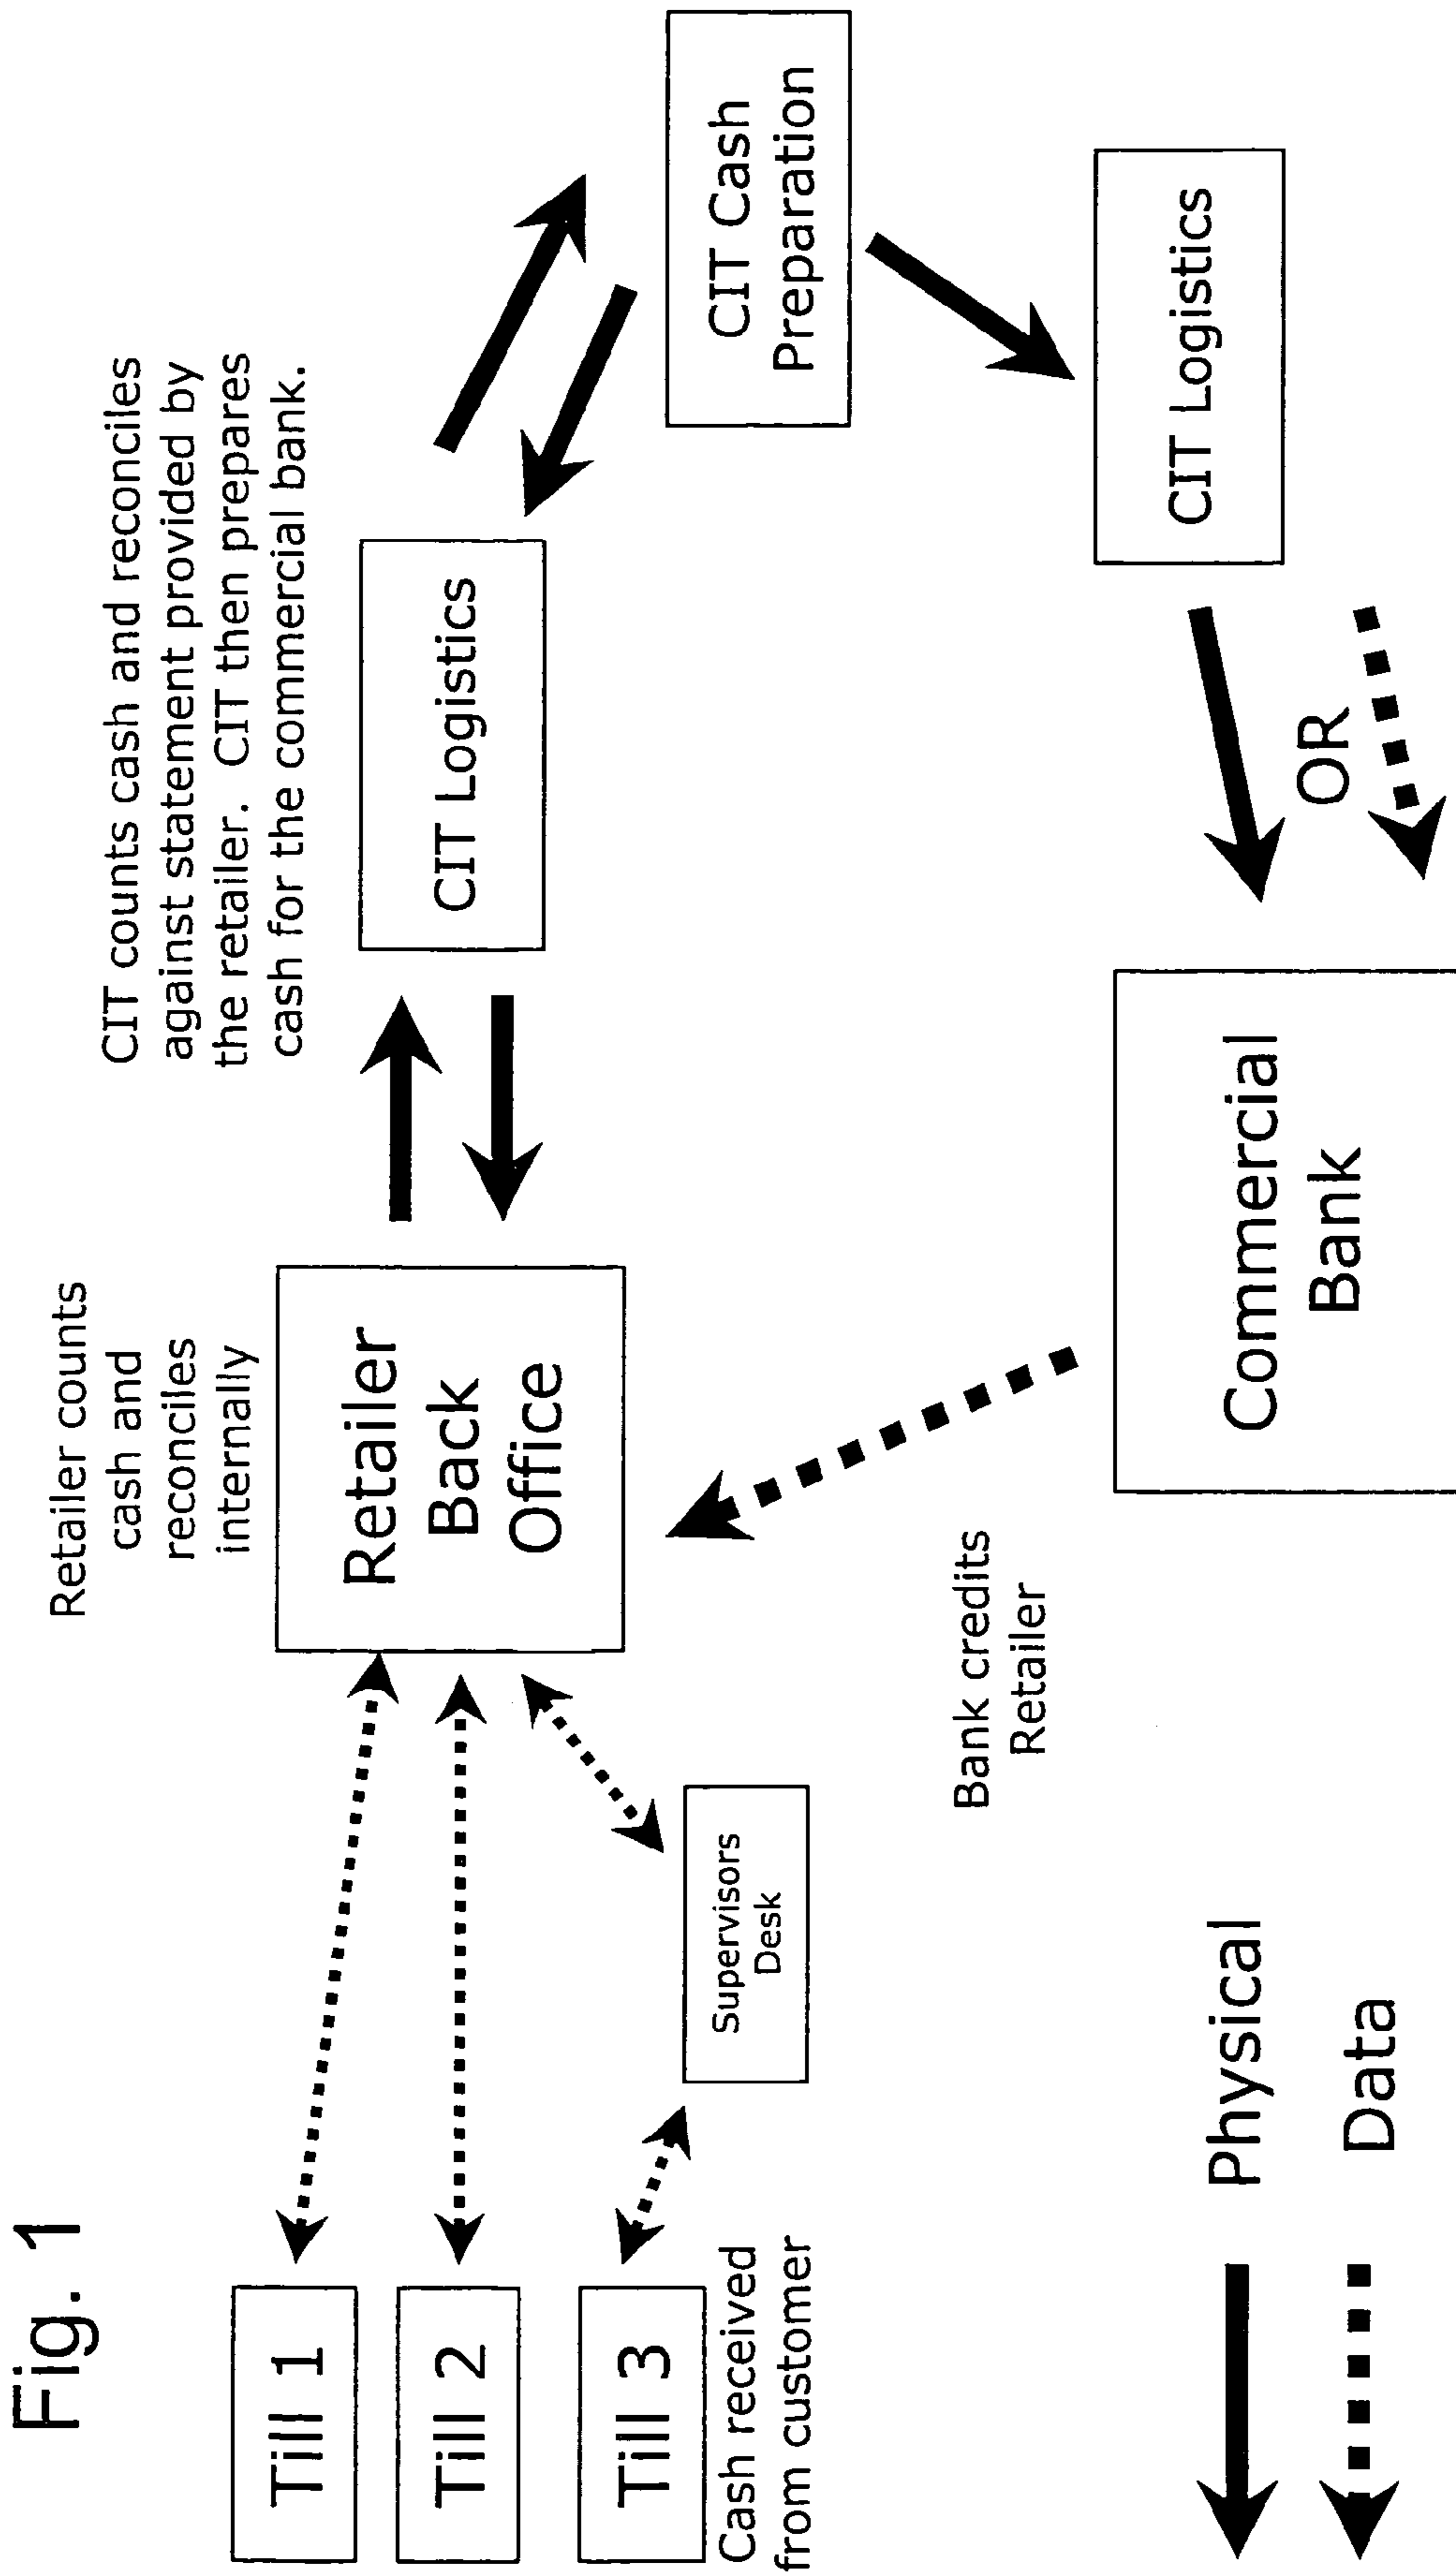 Fig. 1
Retailer counts
cash and
reconciles
internally
CIT counts cash and reconciles
against statement provided by
the retailer. CIT then prepares
cash for the commercial bank.
Till 1
Till 2
Till 3
Cash received
from customer
Supervisors
Desk
Retailer
Back
Office
CIT Logistics
CIT Cash
Preparation
CIT Logistics
OR
Commercial
Bank
Bank credits
Retailer
Physical
Data